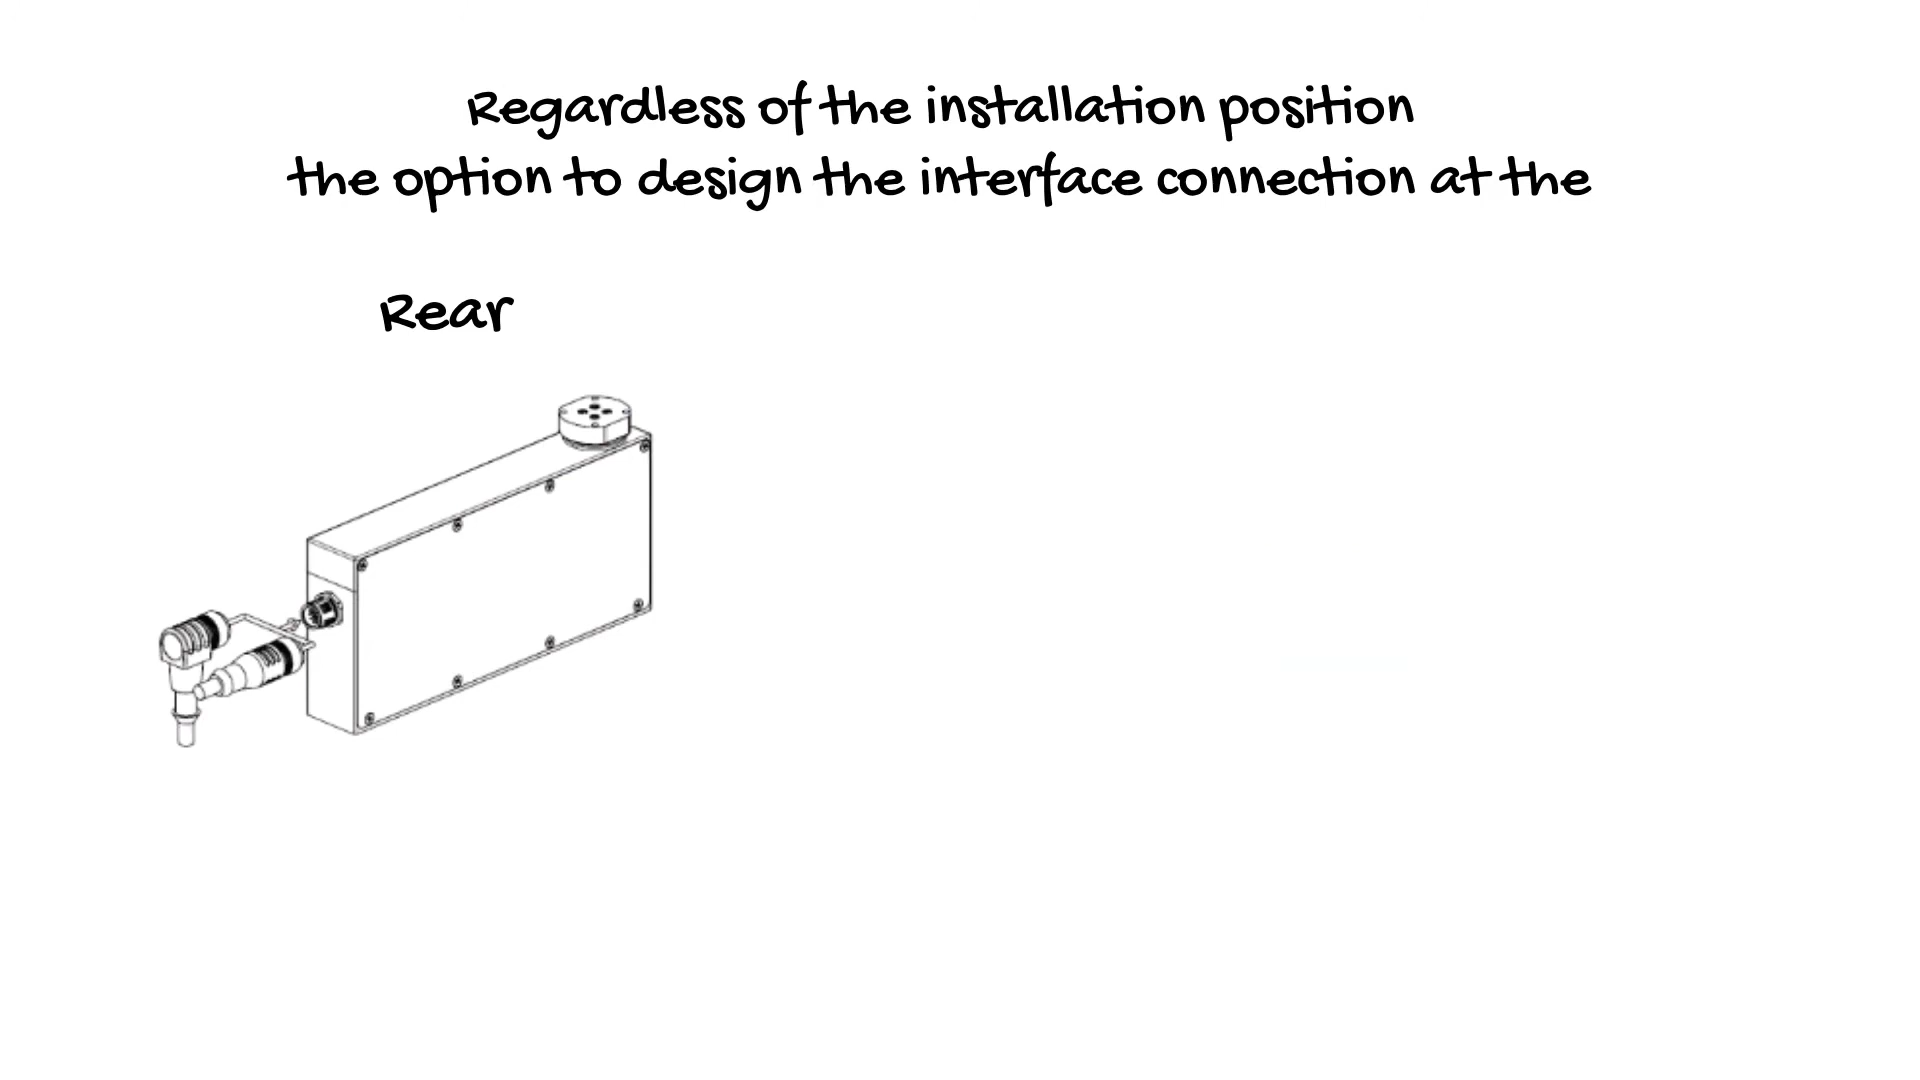 Regardless of the installation position
the option to design the interface connection at the
Rear